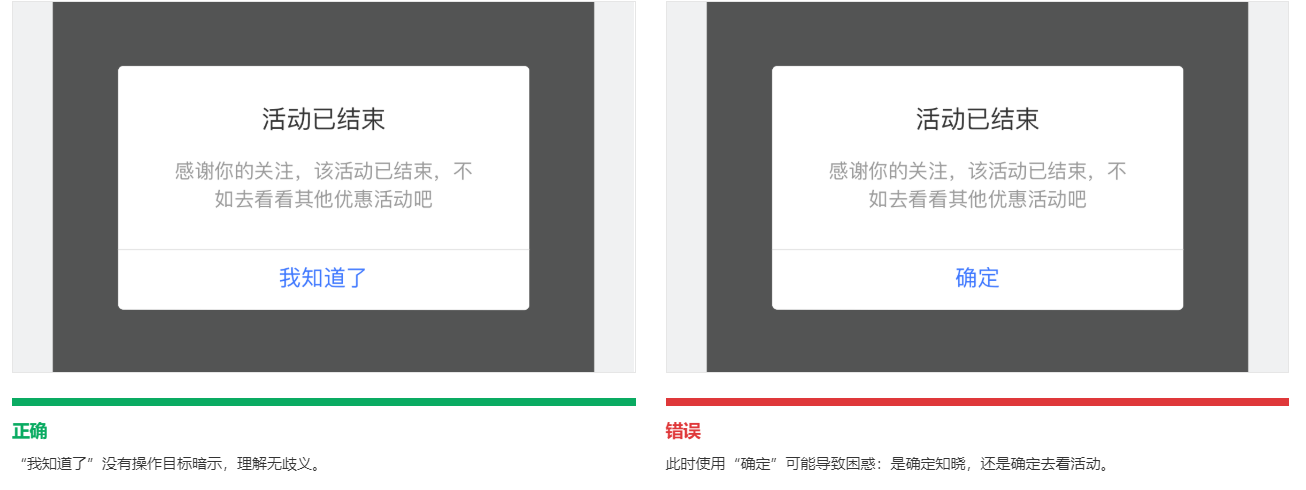 活动已结束
感谢你的关注，该活动已结束，不
如去看看其他优惠活动吧
我知道了
正确
“我知道了”没有操作目标暗示，理解无歧义。
活动已结束
感谢你的关注，该活动已结束，不
如去看看其他优惠活动吧
确定
错误
此时使用“确定”可能导致困惑：是确定知晓，还是确定去看活动。